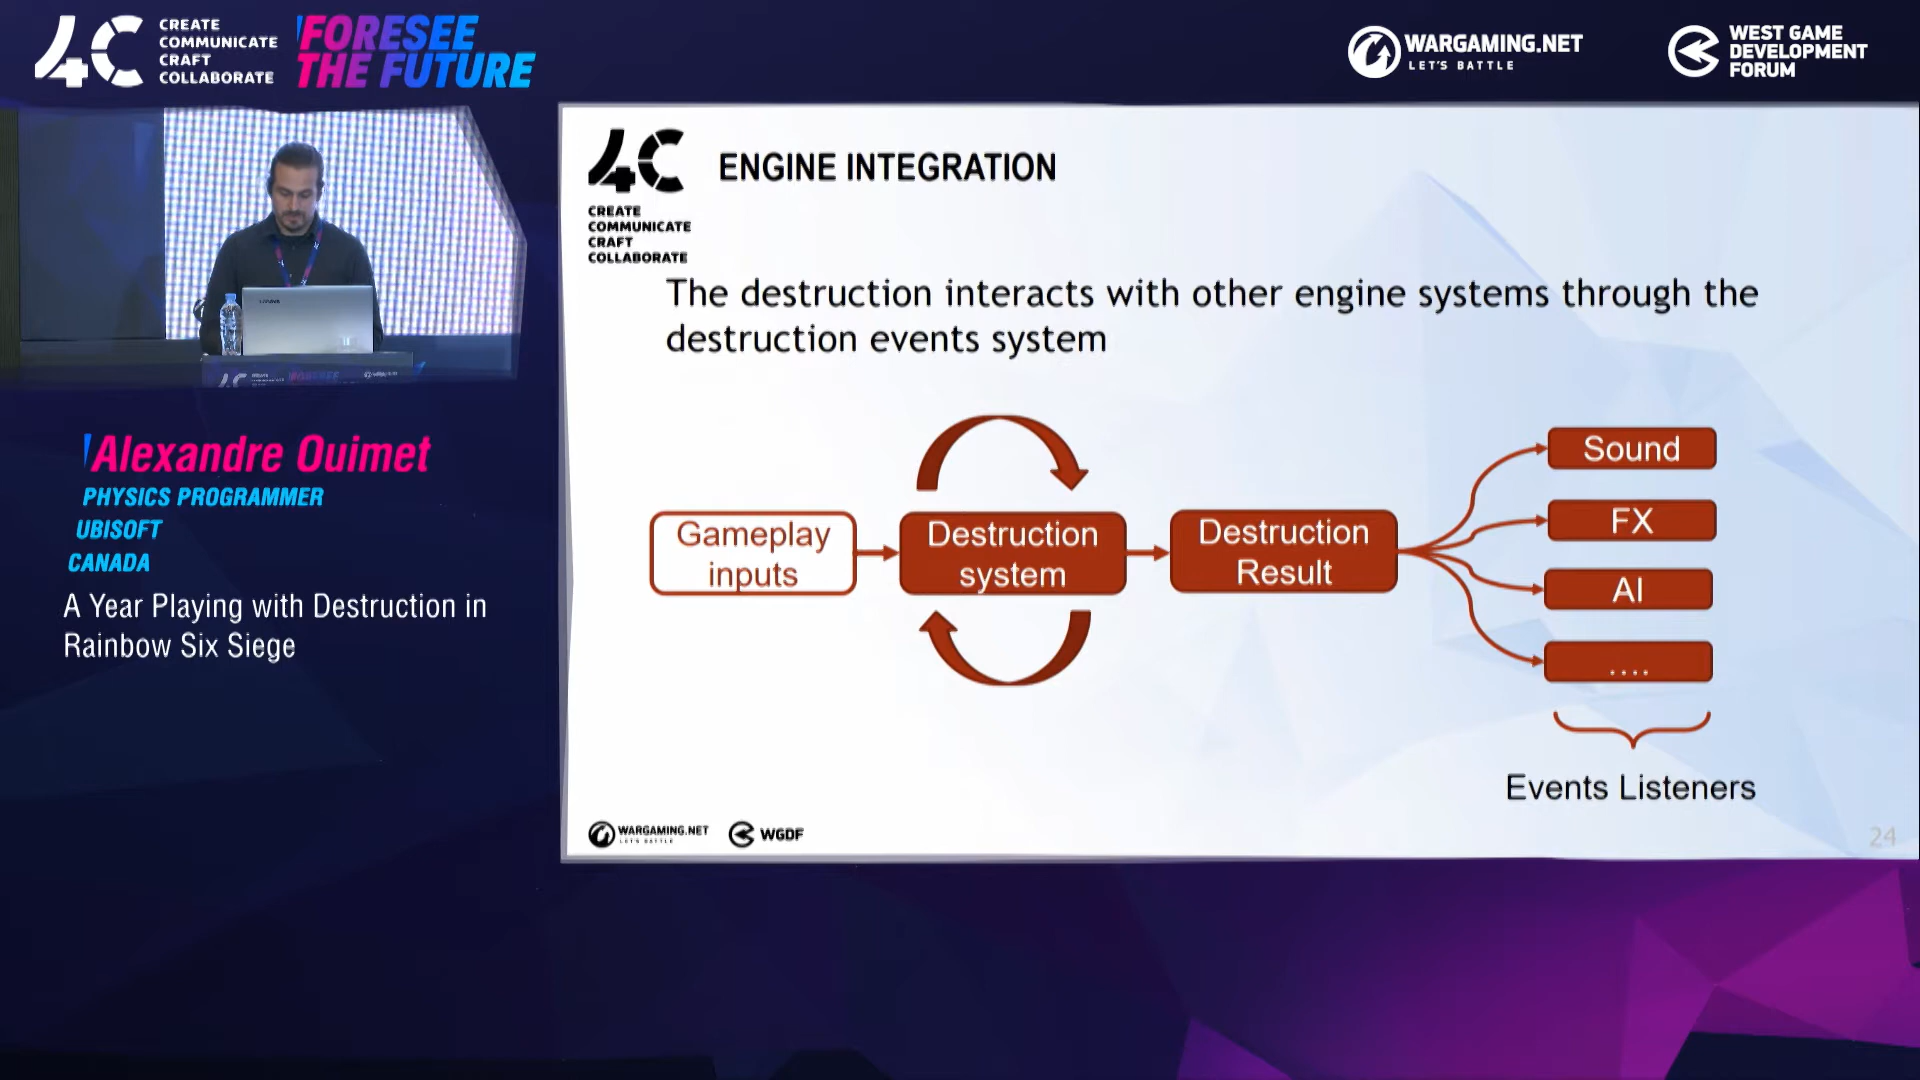 4C
CREATE
COMMUNICATE
CRAFT
COLLABORATE
FORESEE
THE FUTURE
WARGAMING.NET
LET'S BATTLE
WEST GAME
DEVELOPMENT
FORUM
Alexandre Ouimet
PHYSICS PROGRAMMER
UBISOFT
CANADA
A Year Playing with Destruction in
Rainbow Six Siege
4C
CREATE
COMMUNICATE
CRAFT
COLLABORATE
ENGINE INTEGRATION
The destruction interacts with other engine systems through the
destruction events system
Gameplay
inputs
Destruction
system
Destruction
Result
Sound
FX
AI
....
Events Listeners
WARGAMING.NET
LET'S BATTLE
WGDF
24